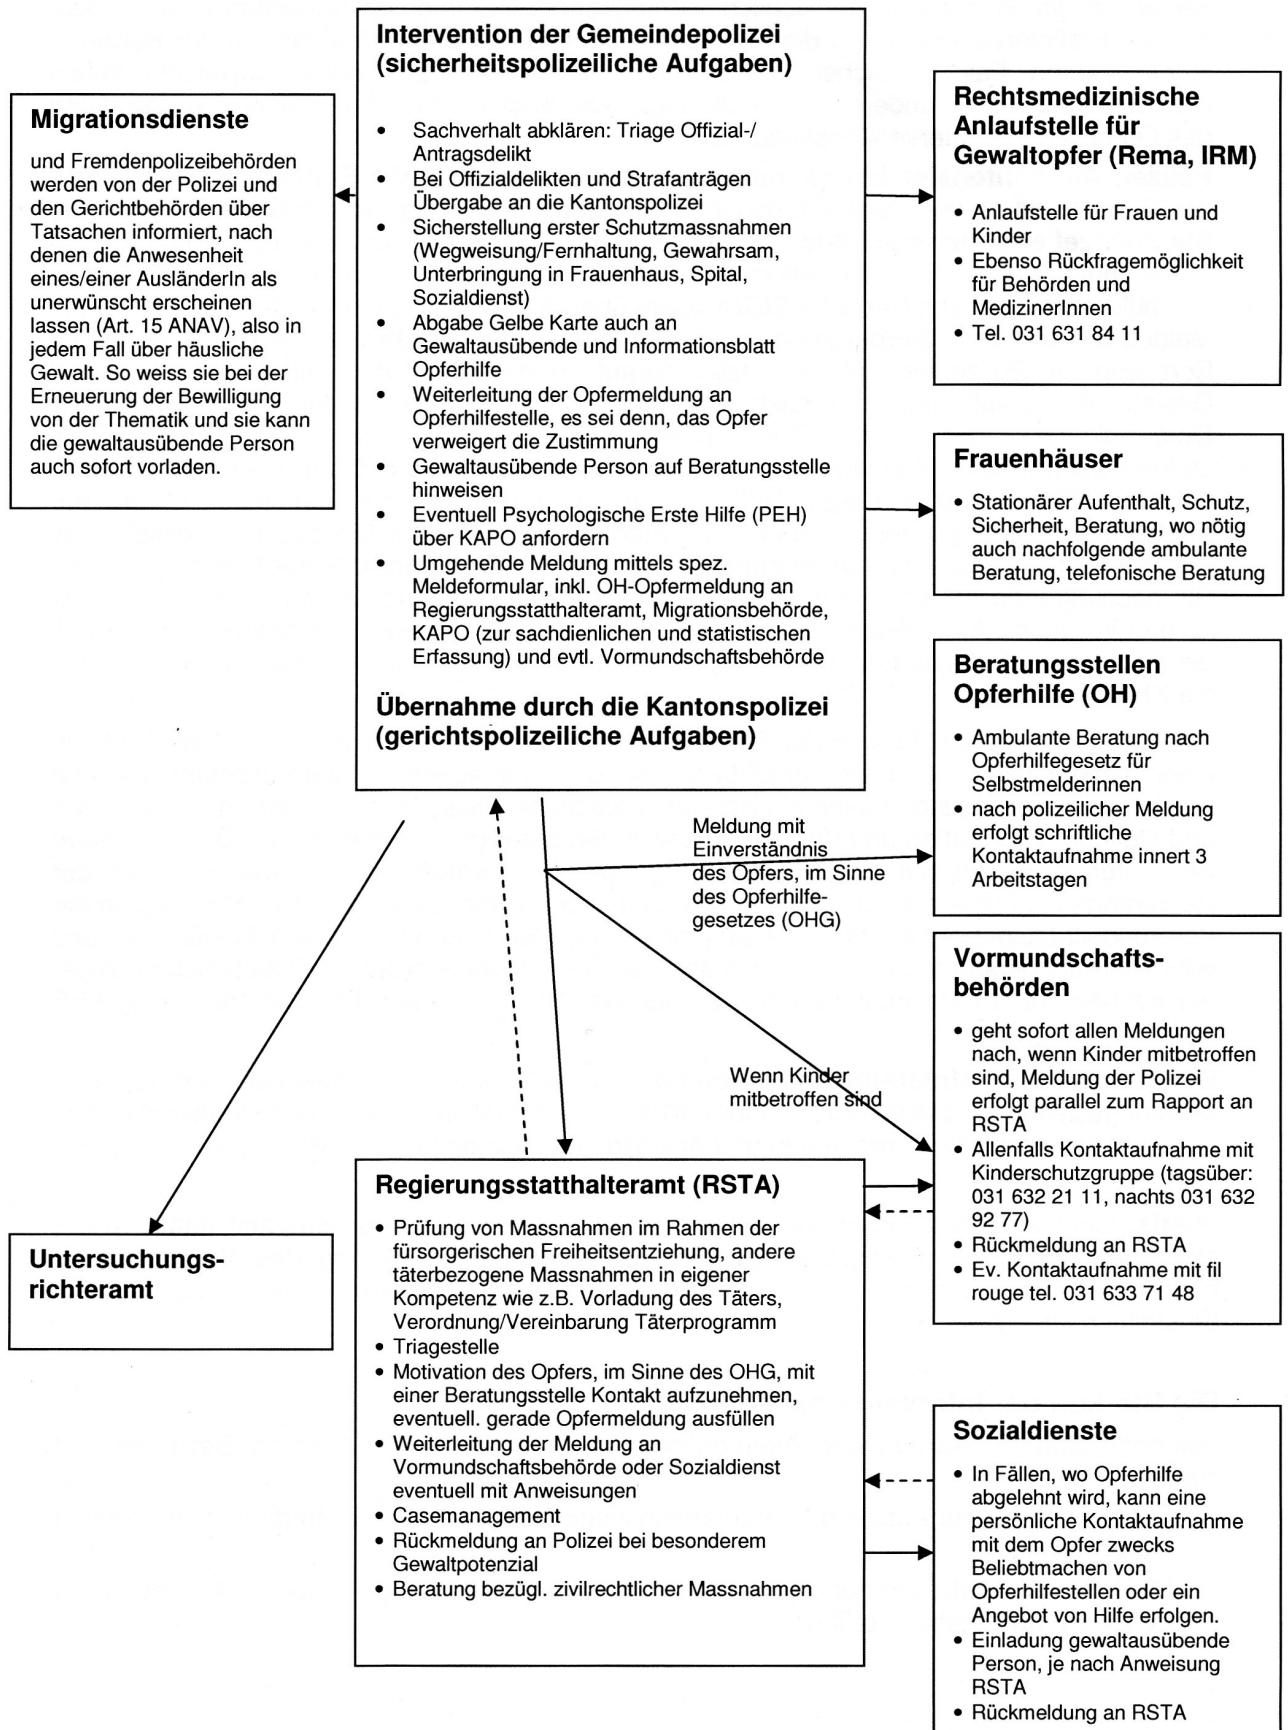 Intervention der Gemeindepolizei
(sicherheitspolizeiliche Aufgaben)
• Sachverhalt abklären: Triage Offizial-/
Antragsdelikt
• Bei Offizialdelikten und Strafanträgen
Übergabe an die Kantonspolizei
• Sicherstellung erster Schutzmassnahmen
(Wegweisung/Fernhaltung, Gewahrsam,
Unterbringung in Frauenhaus, Spital,
Sozialdienst)
• Abgabe Gelbe Karte auch an
Gewaltausübende und Informationsblatt
Opferhilfe
• Weiterleitung der Opfermeldung an
Opferhilfestelle, es sei denn, das Opfer
verweigert die Zustimmung
• Gewaltausübende Person auf Beratungsstelle
hinweisen
• Eventuell Psychologische Erste Hilfe (PEH)
über KAPO anfordern
• Umgehende Meldung mittels spez.
Meldeformular, inkl. OH-Opfermeldung an
Regierungsstatthalteramt, Migrationsbehörde,
KAPO (zur sachdienlichen und statistischen
Erfassung) und evtl. Vormundschaftsbehörde
Übernahme durch die Kantonspolizei
(gerichtspolizeiliche Aufgaben)
Migrationsdienste
und Fremdenpolizeibehörden
werden von der Polizei und
den Gerichtbehörden über
Tatsachen informiert, nach
denen die Anwesenheit
eines/einer AusländerIn als
unerwünscht erscheinen
lassen (Art. 15 ANAV), also in
jedem Fall über häusliche
Gewalt. So weiss sie bei der
Erneuerung der Bewilligung
von der Thematik und sie kann
die gewaltausübende Person
auch sofort vorladen.
Rechtsmedizinische
Anlaufstelle für
Gewaltopfer (Rema, IRM)
• Anlaufstelle für Frauen und
Kinder
• Ebenso Rückfragemöglichkeit
für Behörden und
MedizinerInnen
• Tel. 031 631 84 11
Frauenhäuser
• Stationärer Aufenthalt, Schutz,
Sicherheit, Beratung, wo nötig
auch nachfolgende ambulante
Beratung, telefonische Beratung
Beratungsstellen
Opferhilfe (OH)
• Ambulante Beratung nach
Opferhilfegesetz für
Selbstmelderinnen
• nach polizeilicher Meldung
erfolgt schriftliche
Kontaktaufnahme innert 3
Arbeitstagen
Meldung mit
Einverständnis
des Opfers, im Sinne
des Opferhilfe-
gesetzes (OHG)
Wenn Kinder
mitbetroffen sind
Vormundschafts-
behörden
• geht sofort allen Meldungen
nach, wenn Kinder mitbetroffen
sind, Meldung der Polizei
erfolgt parallel zum Rapport an
RSTA
• Allenfalls Kontaktaufnahme mit
Kinderschutzgruppe (tagsüber:
031 632 21 11, nachts 031 632
92 77)
• Rückmeldung an RSTA
• Ev. Kontaktaufnahme mit fil
rouge tel. 031 633 71 48
Untersuchungs-
richteramt
Regierungsstatthalteramt (RSTA)
• Prüfung von Massnahmen im Rahmen der
fürsorgerischen Freiheitsentziehung, andere
täterbezogene Massnahmen in eigener
Kompetenz wie z.B. Vorladung des Täters,
Verordnung/Vereinbarung Täterprogramm
• Triagestelle
• Motivation des Opfers, im Sinne des OHG, mit
einer Beratungsstelle Kontakt aufzunehmen,
eventuell. gerade Opfermeldung ausfüllen
• Weiterleitung der Meldung an
Vormundschaftsbehörde oder Sozialdienst
eventuell mit Anweisungen
• Casemanagement
• Rückmeldung an Polizei bei besonderem
Gewaltpotenzial
• Beratung bezügl. zivilrechtlicher Massnahmen
Sozialdienste
• In Fällen, wo Opferhilfe
abgelehnt wird, kann eine
persönliche Kontaktaufnahme
mit dem Opfer zwecks
Beliebtmachen von
Opferhilfestellen oder ein
Angebot von Hilfe erfolgen.
• Einladung gewaltausübende
Person, je nach Anweisung
RSTA
• Rückmeldung an RSTA